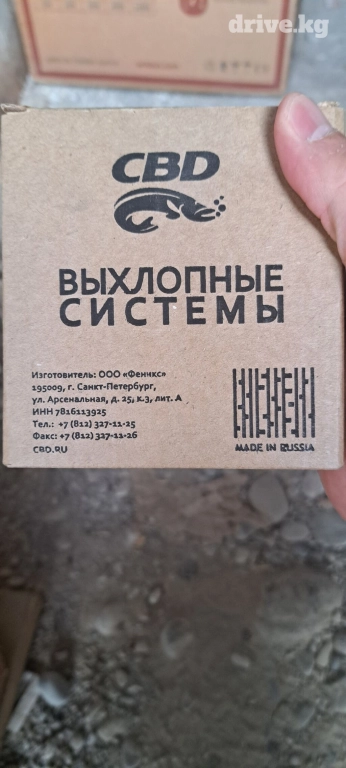 drive.kg
CBD
ВЫХЛОПНЫЕ
СИСТЕМЫ
Изготовитель: ООО «Феникс»
195009, г. Санкт-Петербург,
ул. Арсенальная, д. 25, к.3, лит. А
ИНН 7816113925
Тел.: +7 (812) 327-11-25
Факс: +7 (812) 327-11-26
CBD.RU
MADE IN RUSSIA